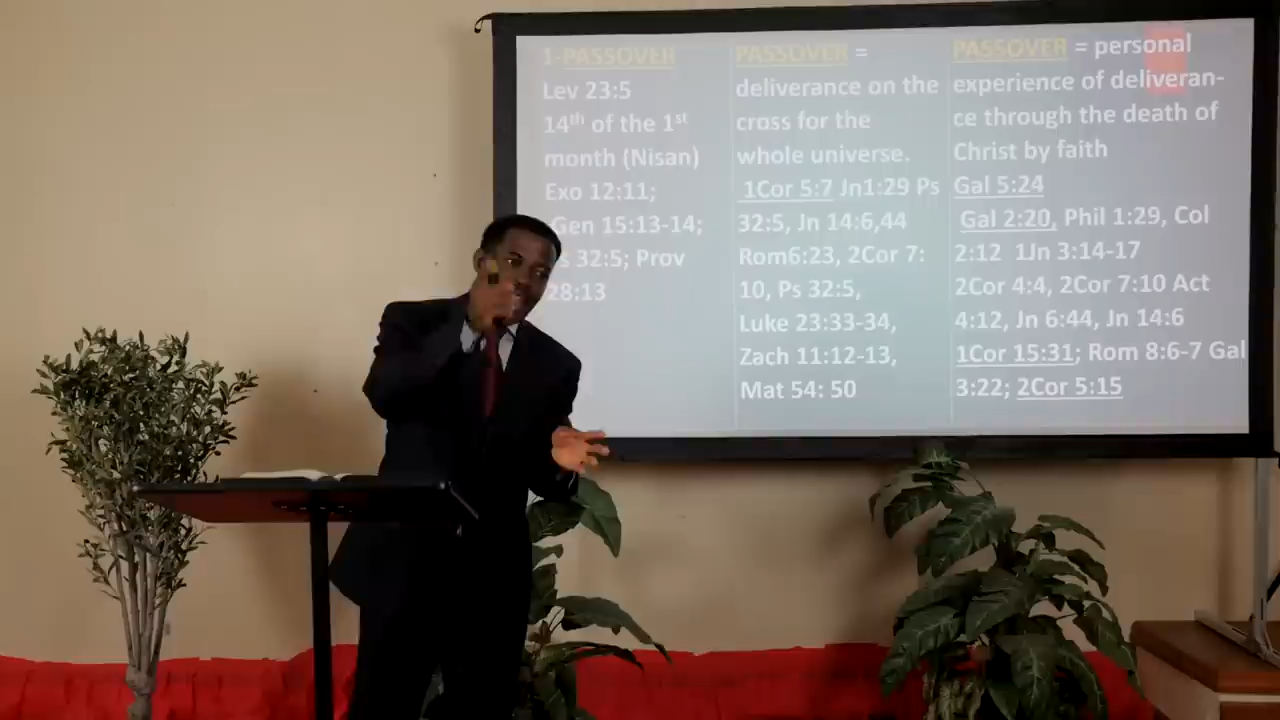 1-PASSOVER
Lev 23:5
14th of the 1st
month (Nisan)
Exo 12:11;
Gen 15:13-14;
32:5; Prov
28:13
PASSOVER =
deliverance on the
cross for the
whole universe.
1Cor 5:7 Jn1:29 Ps
32:5, Jn 14:6,44
Rom6:23, 2Cor 7:
10, Ps 32:5,
Luke 23:33-34,
Zach 11:12-13,
Mat 54: 50
PASSOVER = personal
experience of deliveran-
ce through the death of
Christ by faith
Gal 5:24
Gal 2:20, Phil 1:29, Col
2:12 1Jn 3:14-17
2Cor 4:4, 2Cor 7:10 Act
4:12, Jn 6:44, Jn 14:6
1Cor 15:31; Rom 8:6-7 Gal
3:22; 2Cor 5:15